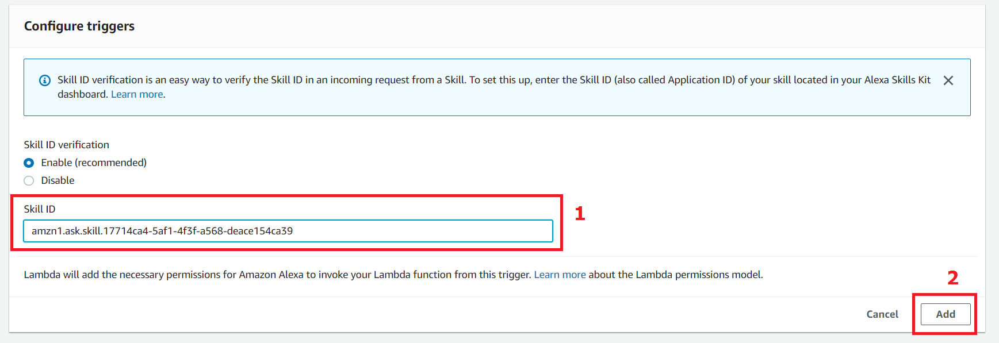 Configure triggers
Skill ID verification is an easy way to verify the Skill ID in an incoming request from a Skill. To set this up, enter the Skill ID (also called Application ID) of your skill located in your Alexa Skills Kit
dashboard. Learn more.
Skill ID verification
Enable (recommended)
Disable
Skill ID
1
amzn1.ask.skill.17714ca4-5af1-4f3f-a568-deace154ca39
Lambda will add the necessary permissions for Amazon Alexa to invoke your Lambda function from this trigger. Learn more about the Lambda permissions model.
2
Cancel Add